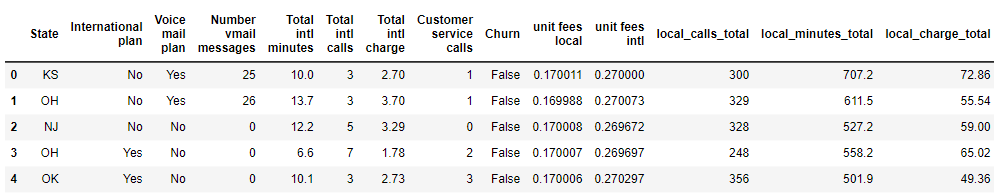 State International plan Voice mail plan Number vmail messages Total intl minutes Total intl calls Total intl charge Customer service calls Churn unit fees local unit fees intl local_calls_total local_minutes_total local_charge_total
0 KS No Yes 25 10.0 3 2.70 1 False 0.170011 0.270000 300 707.2 72.86
1 OH No Yes 26 13.7 3 3.70 1 False 0.169988 0.270073 329 611.5 55.54
2 NJ No No 0 12.2 5 3.29 0 False 0.170008 0.269672 328 527.2 59.00
3 OH Yes No 0 6.6 7 1.78 2 False 0.170007 0.269697 248 558.2 65.02
4 OK Yes No 0 10.1 3 2.73 3 False 0.170006 0.270297 356 501.9 49.36